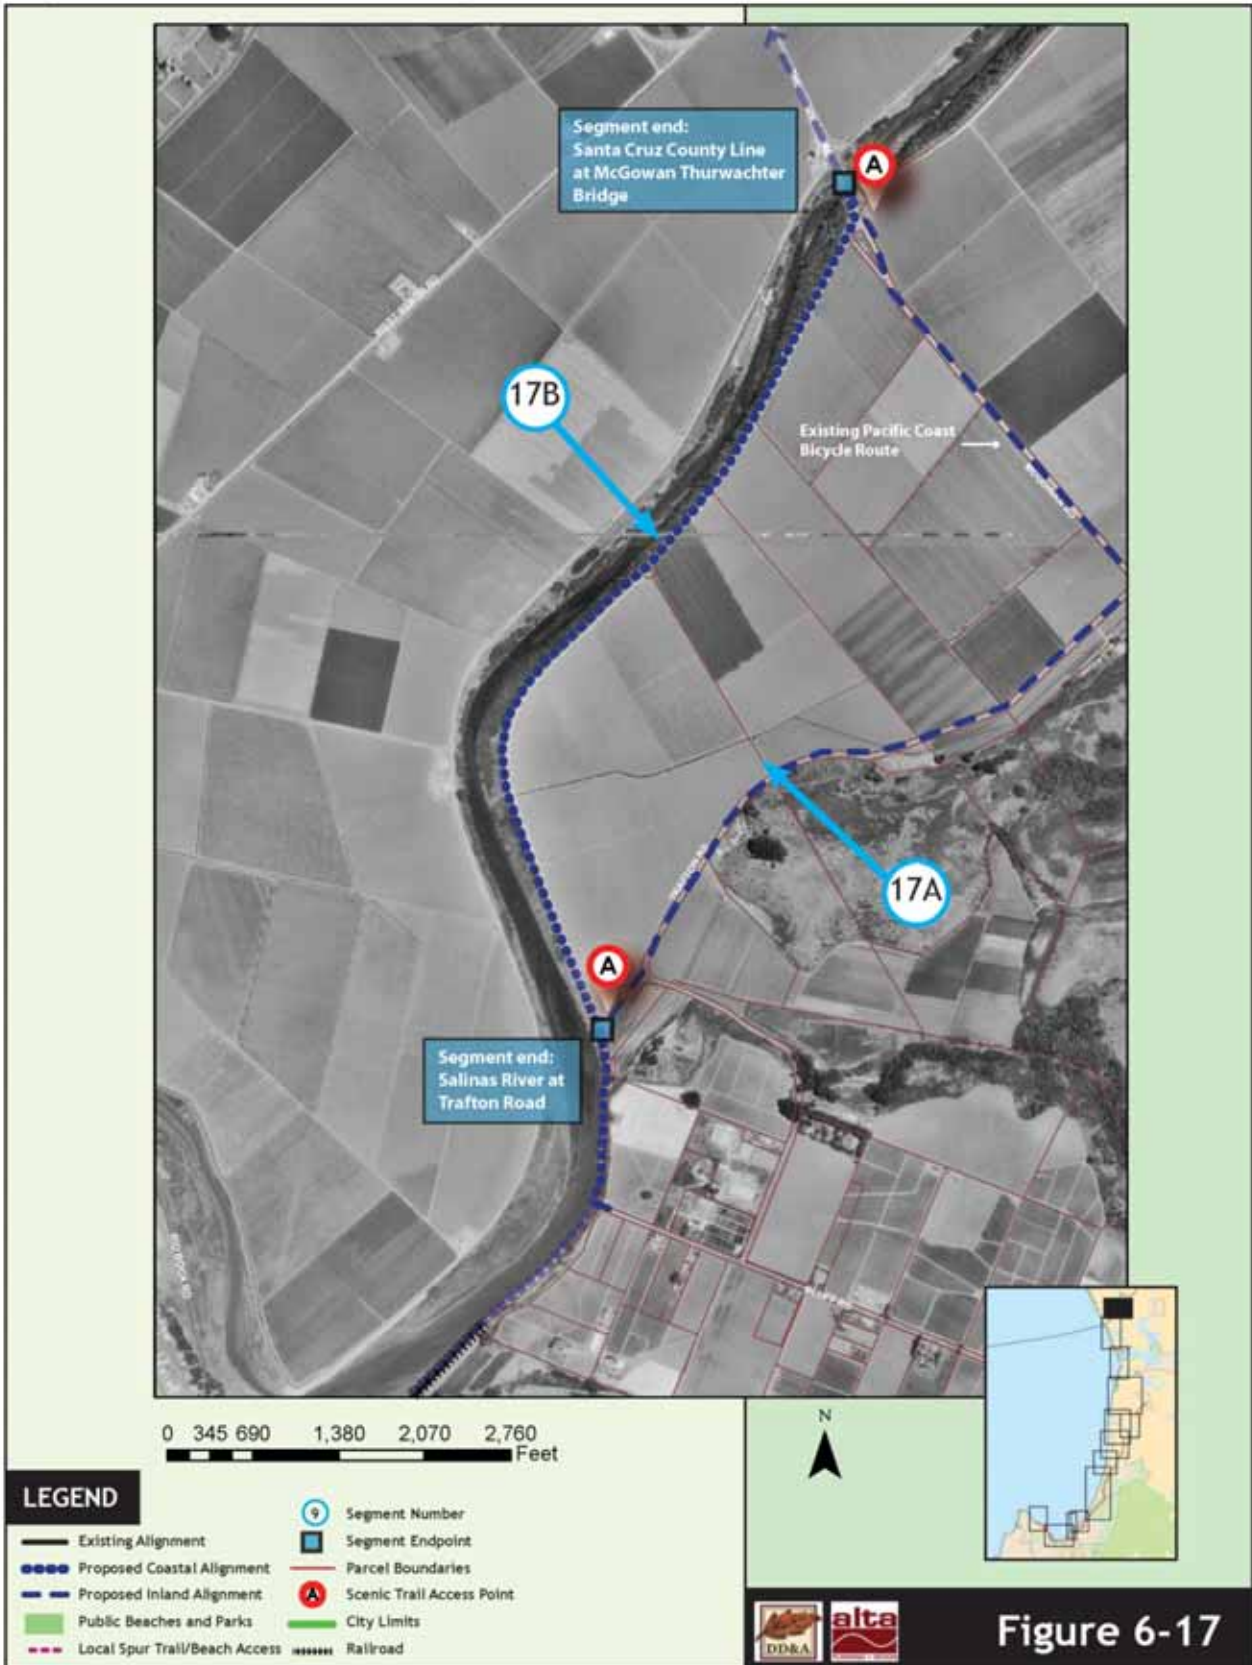 Segment end:
Santa Cruz County Line
at McGowan Thurwachter
Bridge
A
17B
Existing Pacific Coast
Bicycle Route
17A
A
Segment end:
Salinas River at
Trafton Road
0 345 690 1,380 2,070 2,760
Feet
N
LEGEND
Existing Alignment
Proposed Coastal Alignment
Proposed Inland Alignment
Public Beaches and Parks
Local Spur Trail/Beach Access
9 Segment Number
Segment Endpoint
Parcel Boundaries
A Scenic Trail Access Point
City Limits
Railroad
DD&A
alta
Figure 6-17